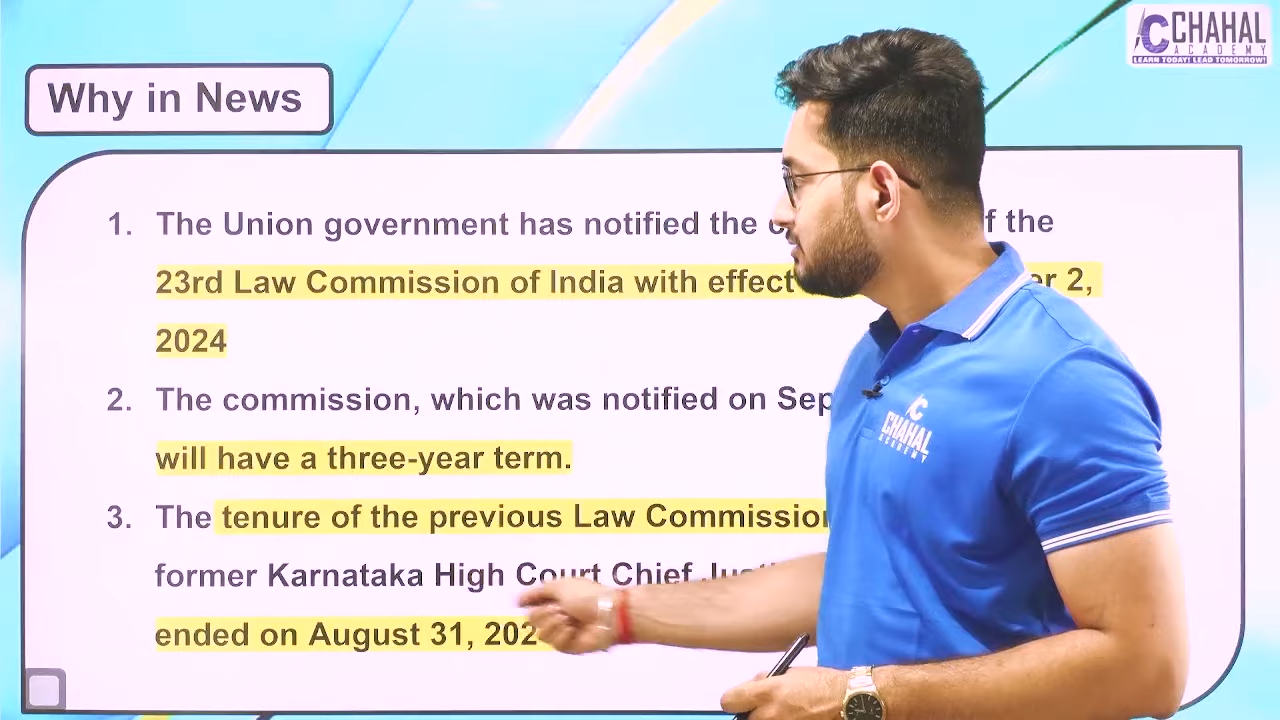 CCHAHAL
ACADEMY
LEARN TODAY! LEAD TOMORROW!
Why in News
1. The Union government has notified the f the
23rd Law Commission of India with effect er 2,
2024
2. The commission, which was notified on Sep
will have a three-year term.
3. The tenure of the previous Law Commission
former Karnataka High Court Chief
ended on August 31, 202
C
CHAHAL
ACADEMY